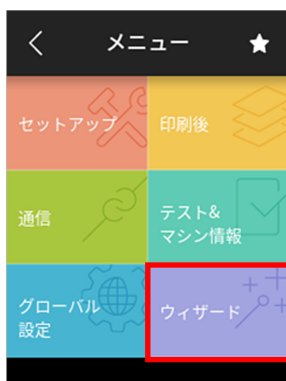 メニュー
セットアップ
印刷後
通信
テスト&
マシン情報
グローバル
設定
ウィザード